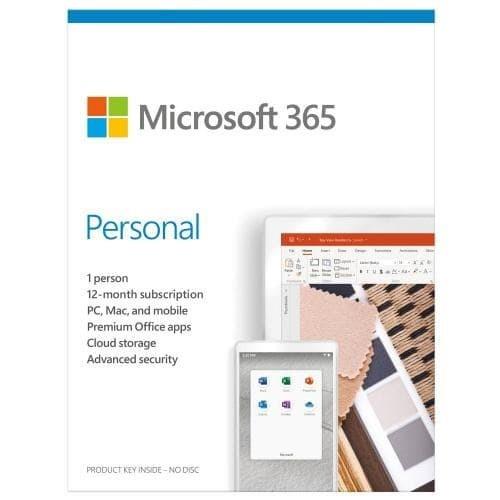 Microsoft 365
Personal
1 person
12-month subscription
PC, Mac, and mobile
Premium Office apps
Cloud storage
Advanced security
Microsoft
PRODUCT KEY INSIDE – NO DISC